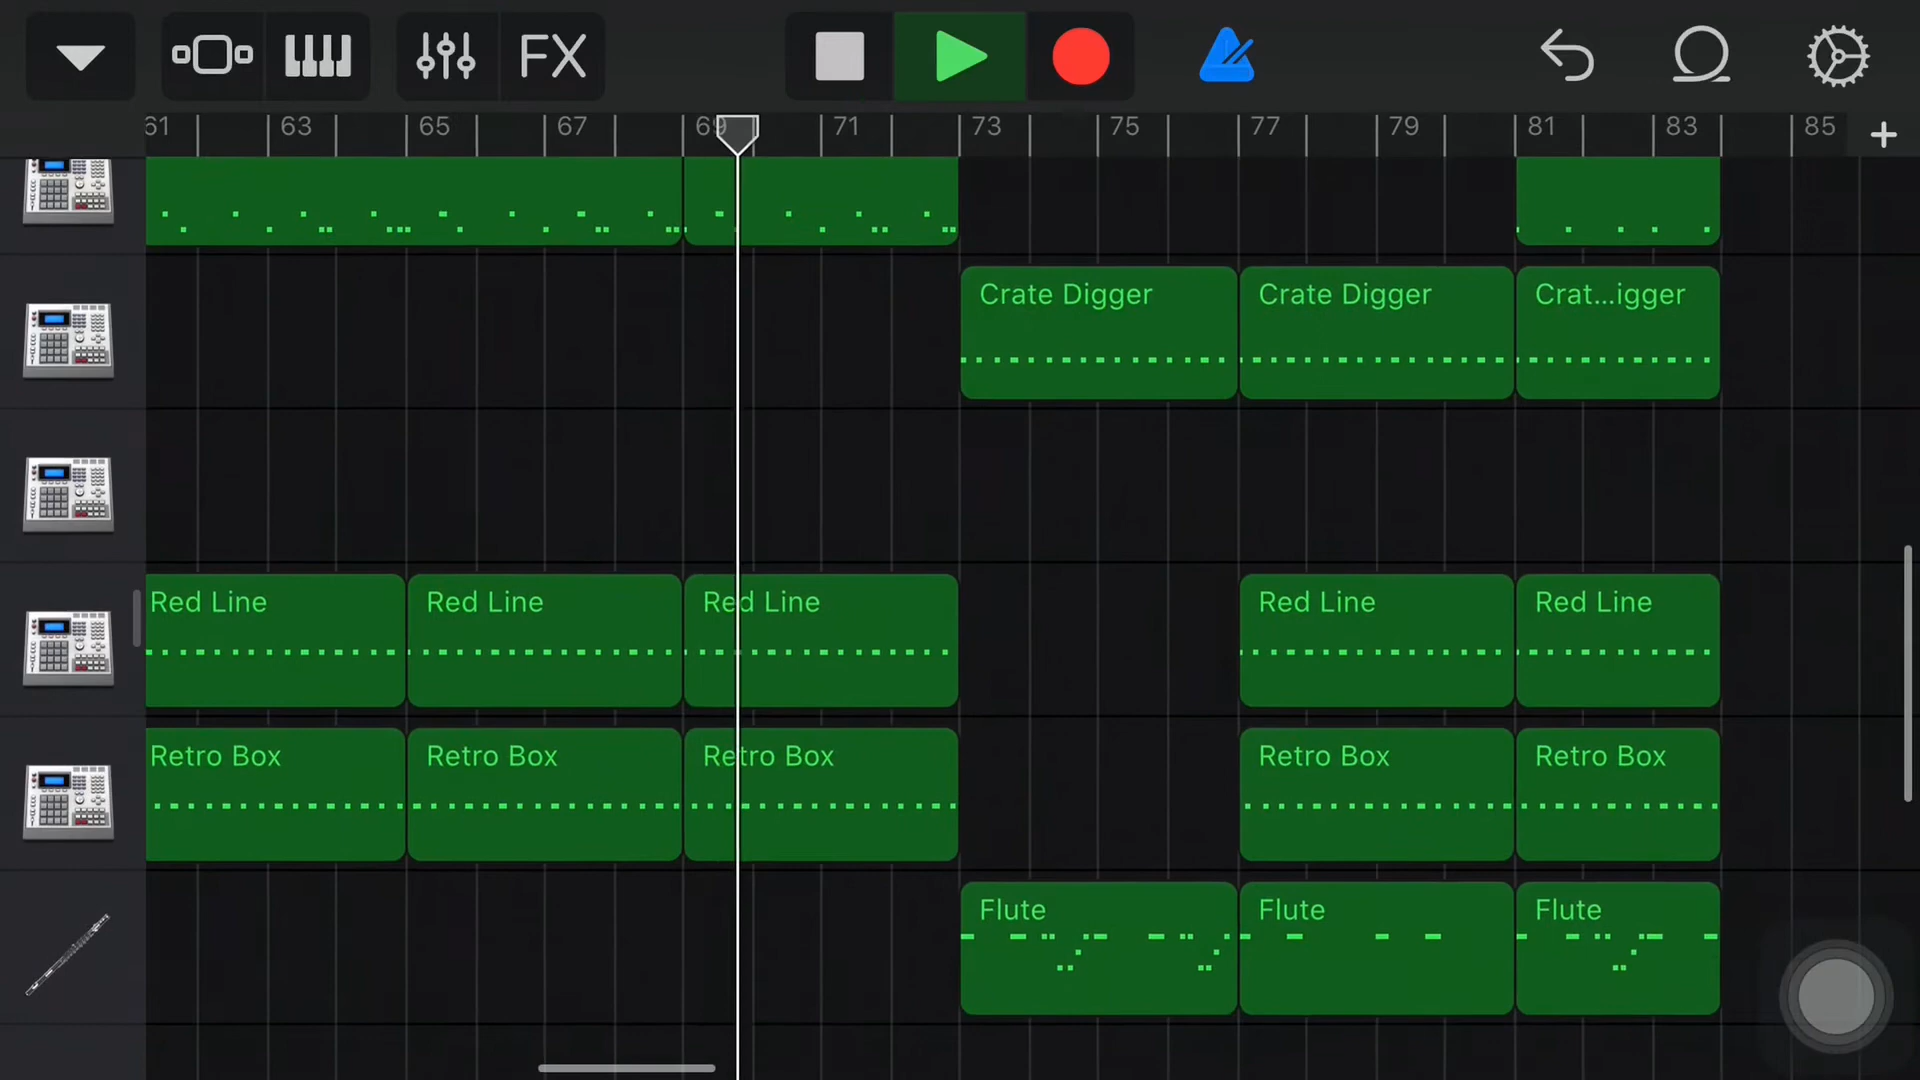 FX
61 63 65 67 69 71 73 75 77 79 81 83 85
Crate Digger Crate Digger Crat...igger
Red Line Red Line Red Line Red Line Red Line
Retro Box Retro Box Retro Box Retro Box Retro Box
Flute Flute Flute